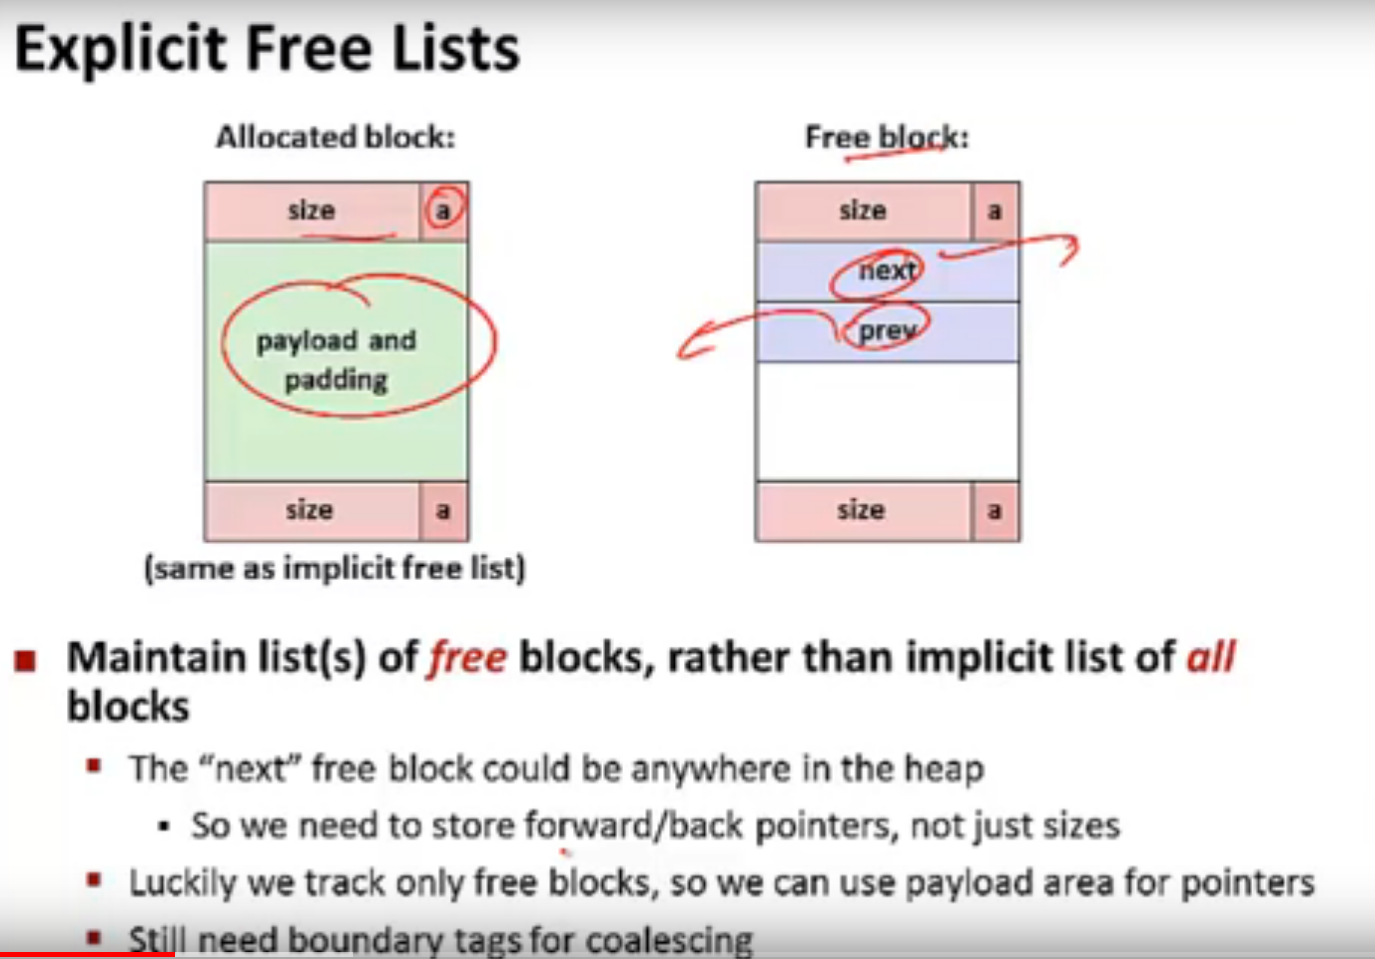 Explicit Free Lists
Allocated block:
Free block:
size a
payload and
padding
size a
(same as implicit free list)
size a
next
prev
size a
Maintain list(s) of free blocks, rather than implicit list of all
blocks
The “next” free block could be anywhere in the heap
So we need to store forward/back pointers, not just sizes
Luckily we track only free blocks, so we can use payload area for pointers
Still need boundary tags for coalescing